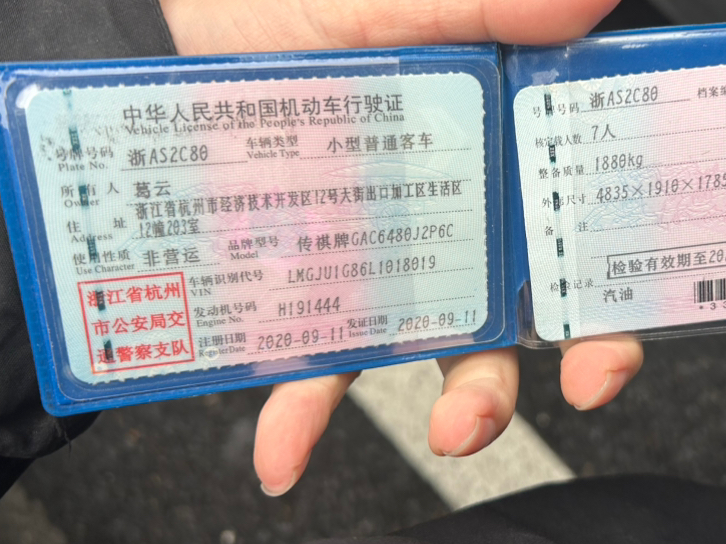 中华人民共和国机动车行驶证
Vehicle License of the People's Republic of China
号牌号码 浙AS2C80 车辆类型 小型普通客车
Plate No. Vehicle Type
所有人 葛云
Owner
住址 浙江省杭州市经济技术开发区12号大街出口加工区生活区
Address 12幢203室
使用性质 非营运 品牌型号 传祺牌GAC6480J2P6C
Use Character Model
浙江省杭州
市公安局交
通警察支队
车辆识别代号 LMGJU1G86L1018019
VIN
发动机号码 H191444
Engine No.
注册日期 2020-09-11 发证日期 2020-09-11
Register Date Issue Date
号牌号码 浙AS2C80 档案编
核定载人数 7人
整备质量 1880kg
外廓尺寸 4835×1910×1785
备注
检验有效期至20
检验记录
汽油
*33